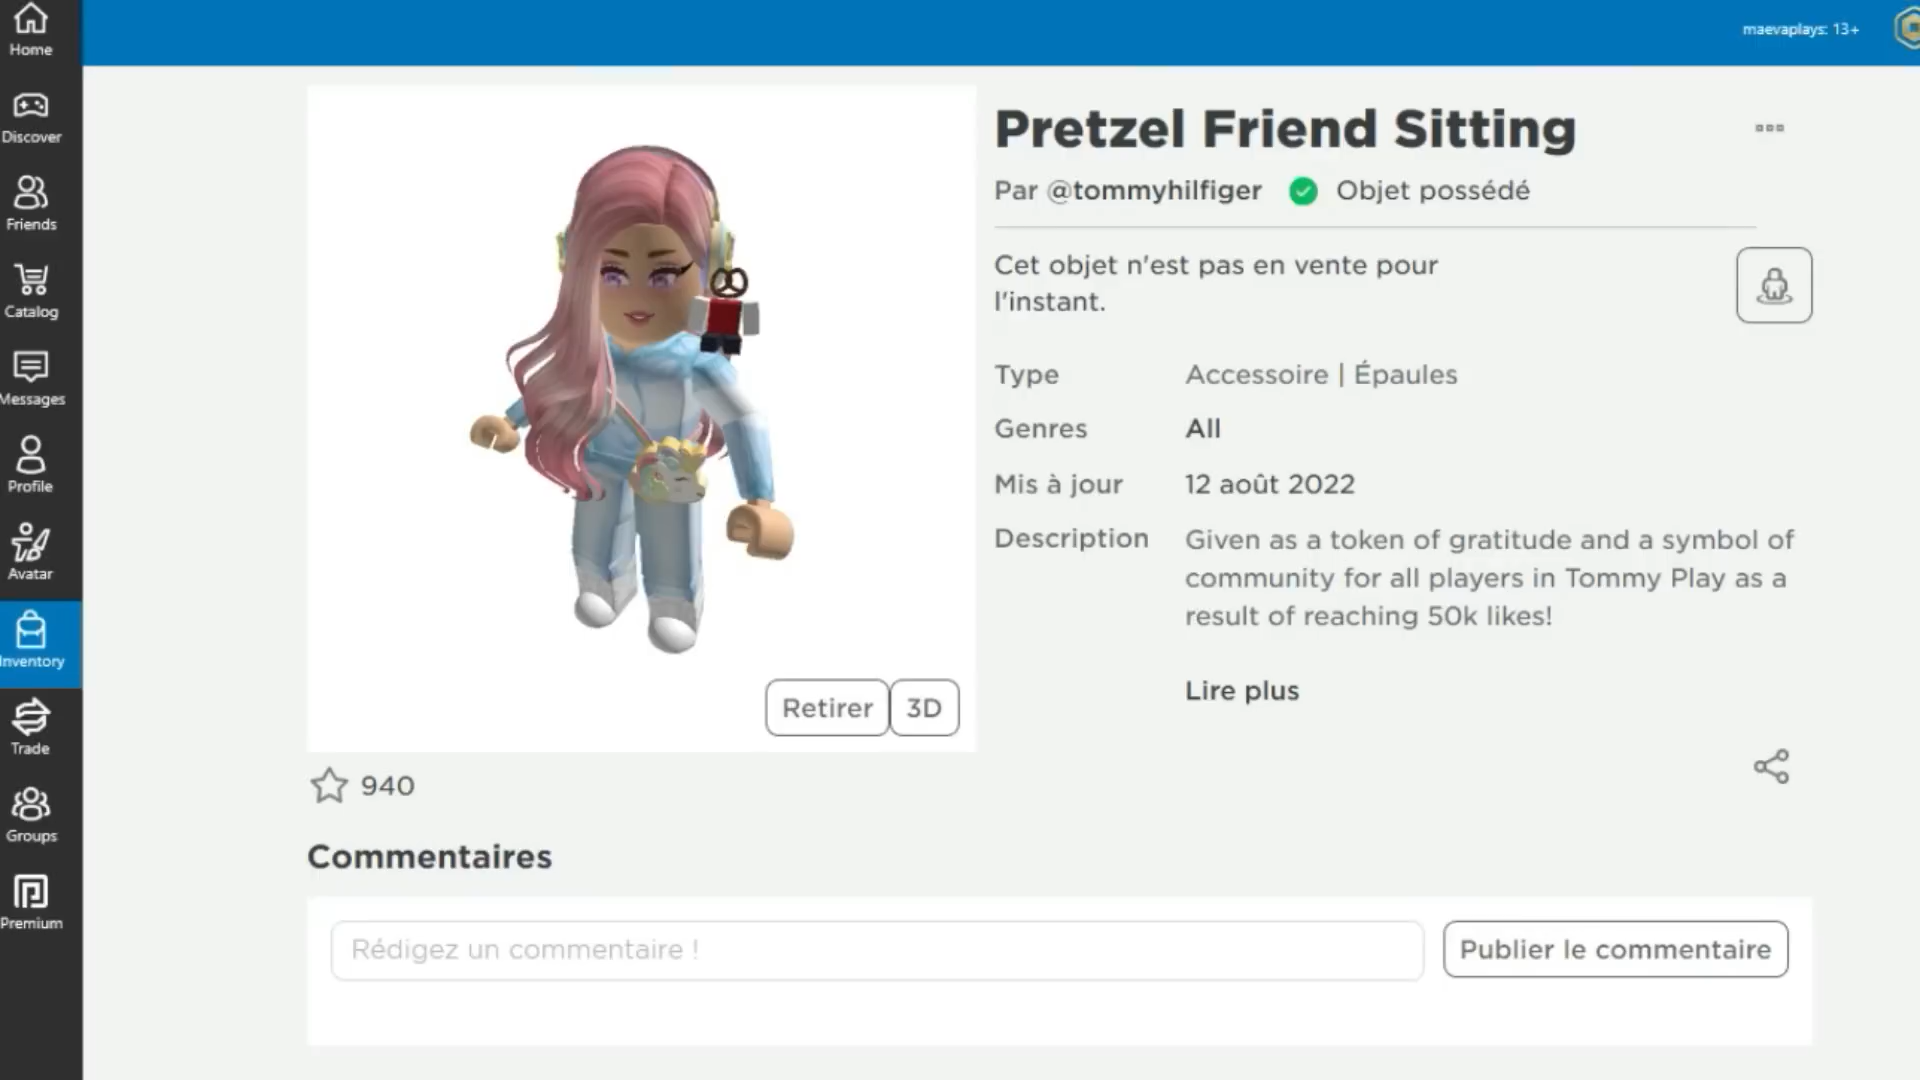 Home
Discover
Friends
Catalog
Messages
Profile
Avatar
Inventory
Trade
Groups
Premium
maevaplays: 13+
Pretzel Friend Sitting
Par @tommyhilfiger
Objet possédé
Cet objet n'est pas en vente pour
l'instant.
Type
Accessoire | Épaules
Genres
All
Mis à jour
12 août 2022
Description
Given as a token of gratitude and a symbol of
community for all players in Tommy Play as a
result of reaching 50k likes!
Lire plus
Retirer
3D
940
Commentaires
Rédigez un commentaire !
Publier le commentaire